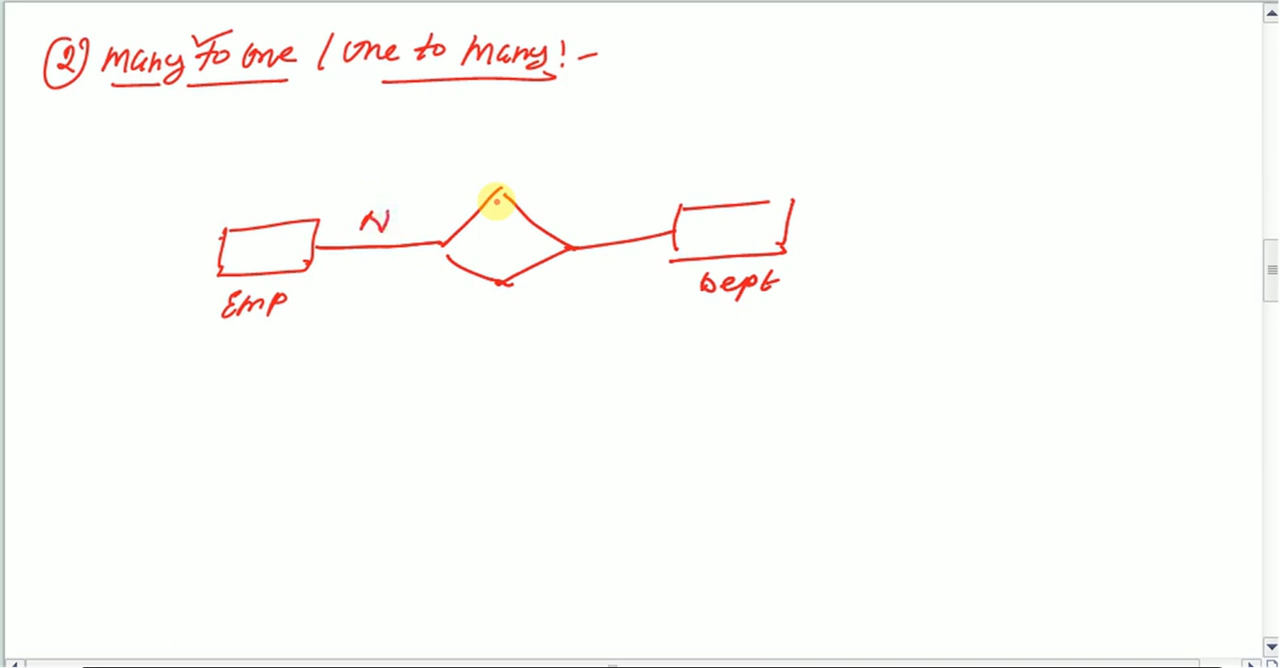 ② Many To one / One to Many! -
N
Emp
Dept